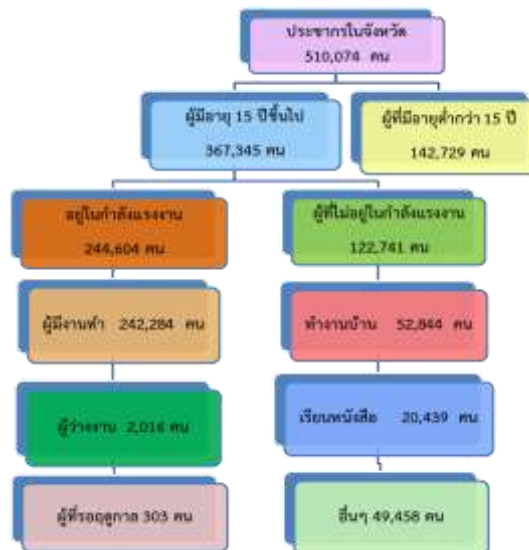 ประชากรในจังหวัด
510,074 คน
ผู้มีอายุ 15 ปีขึ้นไป
367,345 คน
ผู้ที่มีอายุต่ำกว่า 15 ปี
142,729 คน
อยู่ในกำลังแรงงาน
244,604 คน
ผู้ที่ไม่อยู่ในกำลังแรงงาน
122,741 คน
ผู้มีงานทำ 242,284 คน
ทำงานบ้าน 52,844 คน
ผู้ว่างงาน 2,016 คน
เรียนหนังสือ 20,439 คน
ผู้ที่รอฤดูกาล 303 คน
อื่นๆ 49,458 คน